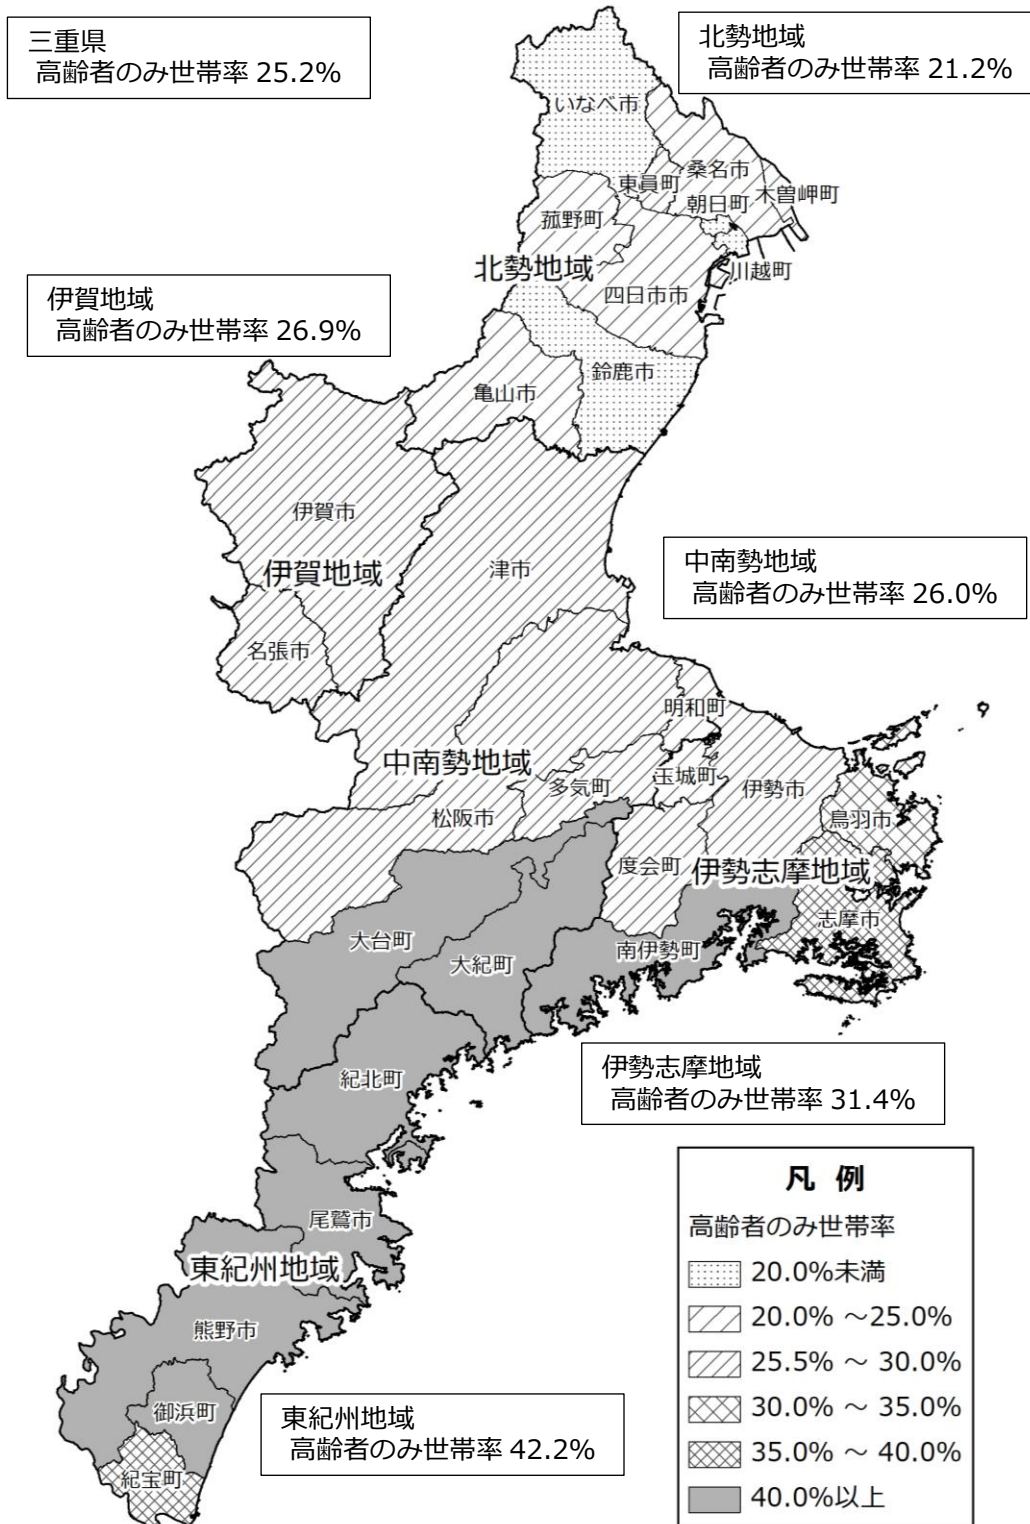 三重県
高齢者のみ世帯率 25.2%
北勢地域
高齢者のみ世帯率 21.2%
いなべ市
桑名市
東員町
木曽岬町
朝日町
菰野町
北勢地域
川越町
四日市市
伊賀地域
高齢者のみ世帯率 26.9%
鈴鹿市
亀山市
伊賀市
伊賀地域
津市
中南勢地域
高齢者のみ世帯率 26.0%
名張市
明和町
中南勢地域
玉城町
多気町
伊勢市
松阪市
鳥羽市
度会町
伊勢志摩地域
志摩市
大台町
南伊勢町
大紀町
伊勢志摩地域
高齢者のみ世帯率 31.4%
紀北町
凡 例
高齢者のみ世帯率
20.0%未満
20.0% ～25.0%
25.5% ～ 30.0%
30.0% ～ 35.0%
35.0% ～ 40.0%
40.0%以上
尾鷲市
東紀州地域
熊野市
御浜町
東紀州地域
高齢者のみ世帯率 42.2%
紀宝町